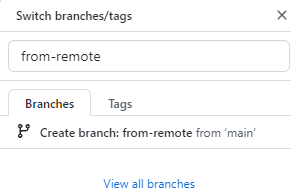 Switch branches/tags
from-remote
Branches Tags
Create branch: from-remote from ‘main’
View all branches